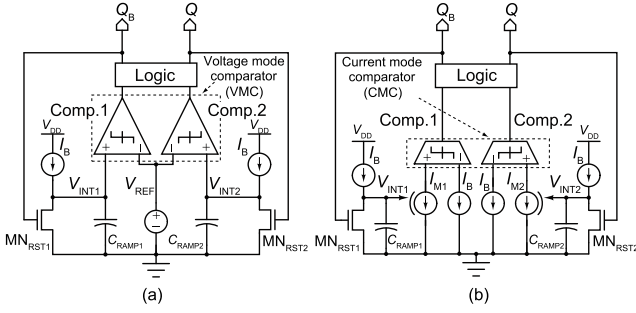 QB
Q
Logic
Voltage mode
comparator
(VMC)
Comp.1
Comp.2
VDD
IB
VDD
IB
VINT1
VREF
VINT2
MNRST1
CRAMP1
CRAMP2
MNRST2
(a)
QB
Q
Logic
Current mode
comparator
(CMC)
Comp.1
Comp.2
VDD
IB
VDD
IB
VINT1
IM1
IB
IB
IM2
VINT2
MNRST1
CRAMP1
CRAMP2
MNRST2
(b)